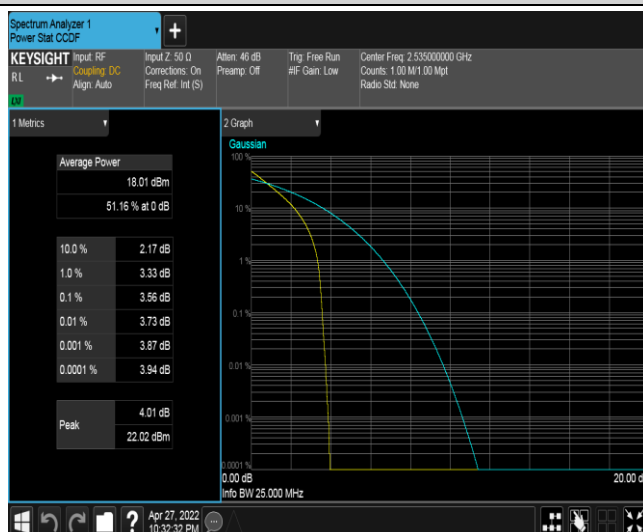 Spectrum Analyzer 1
Power Stat CCDF
+
KEYSIGHT
RL
LXI
Input: RF
Coupling: DC
Align: Auto
Input Z: 50 Ω
Corrections: On
Freq Ref: Int (S)
Atten: 46 dB
Preamp: Off
Trig: Free Run
#IF Gain: Low
Center Freq: 2.535000000 GHz
Counts: 1.00 M/1.00 Mpt
Radio Std: None
1 Metrics
Average Power
18.01 dBm
51.16 % at 0 dB
10.0 % 2.17 dB
1.0 % 3.33 dB
0.1 % 3.56 dB
0.01 % 3.73 dB
0.001 % 3.87 dB
0.0001 % 3.94 dB
Peak
4.01 dB
22.02 dBm
2 Graph
Gaussian
100 %
10 %
1 %
0.1 %
0.01 %
0.001 %
0.0001 %
0.00 dB
20.00 d
Info BW 25.000 MHz
?
Apr 27, 2022
10:32:32 PM